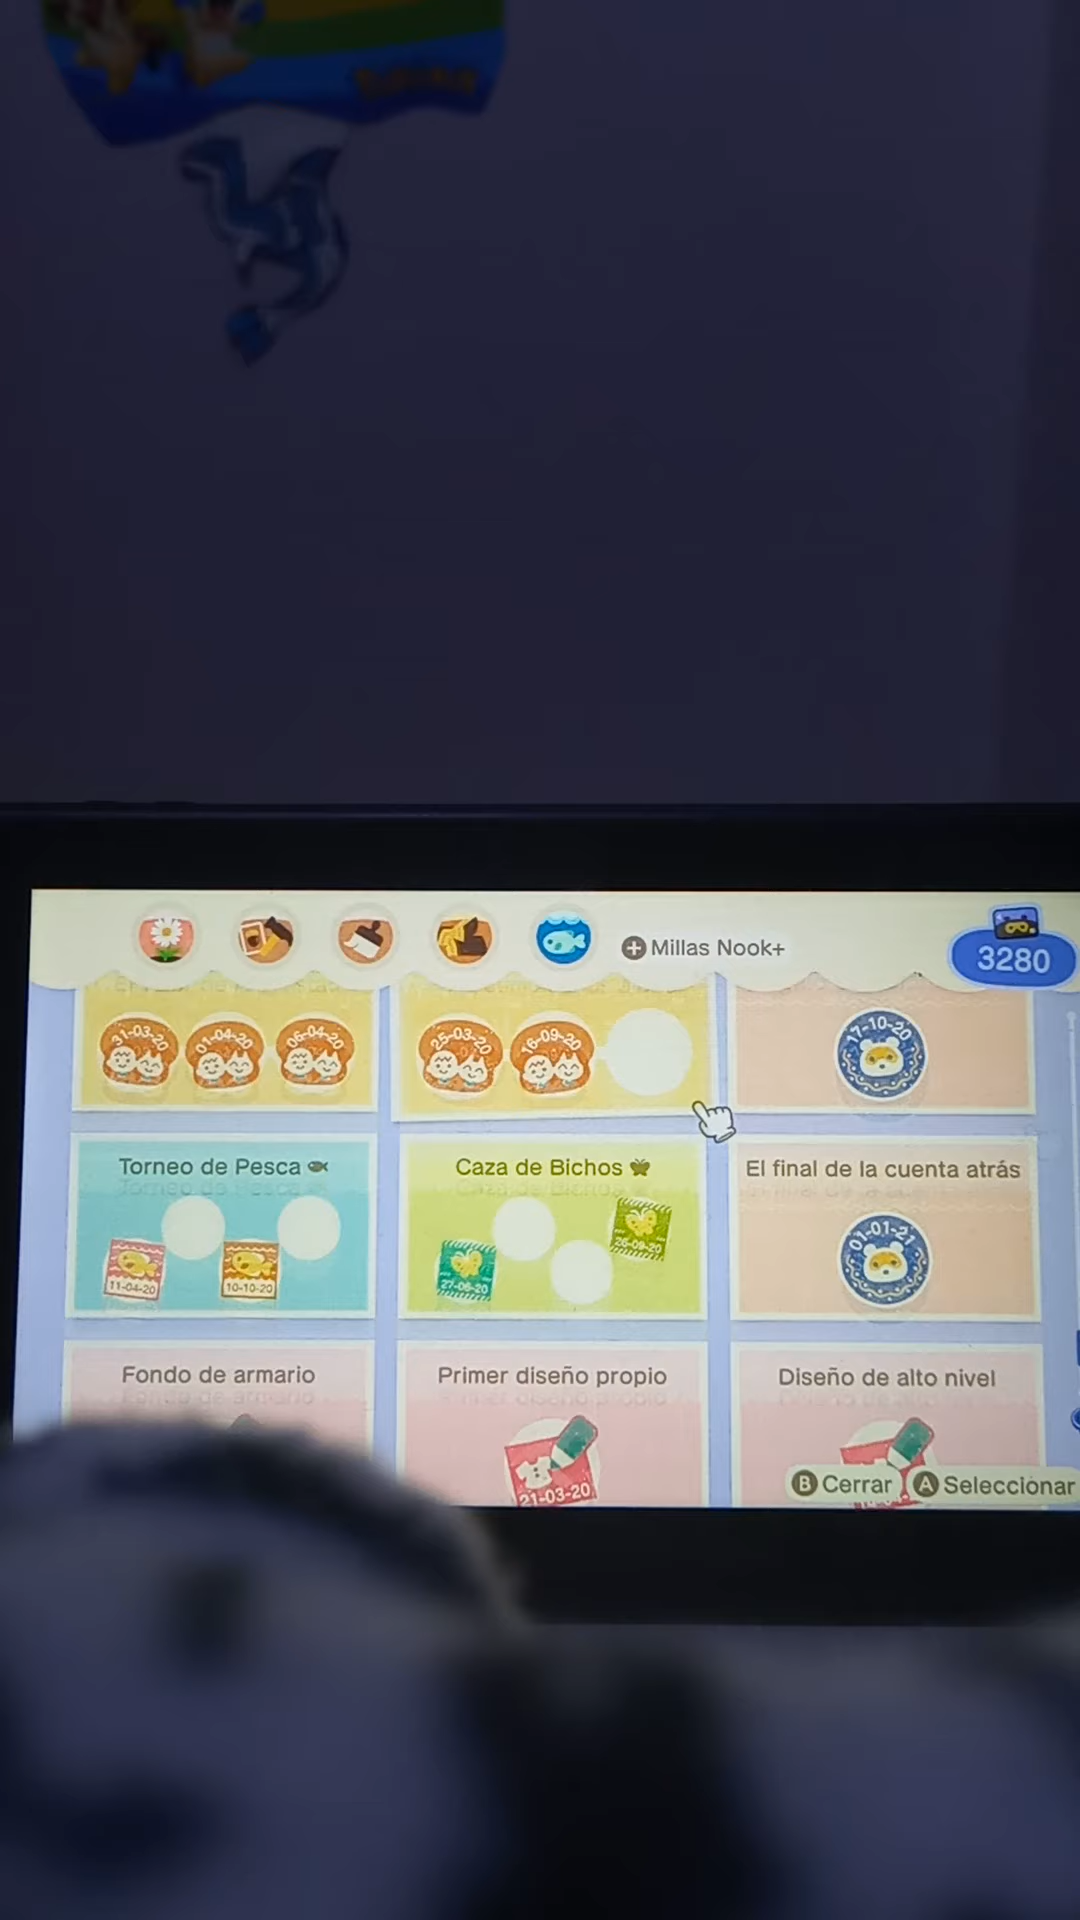 Millas Nook+
3280
31-03-20
01-04-20
06-04-20
25-03-20
16-09-20
17-10-20
Torneo de Pesca
Caza de Bichos
El final de la cuenta atrás
11-04-20
10-10-20
27-06-20
26-09-20
01-01-21
Fondo de armario
Primer diseño propio
Diseño de alto nivel
21-03-20
B Cerrar
A Seleccionar